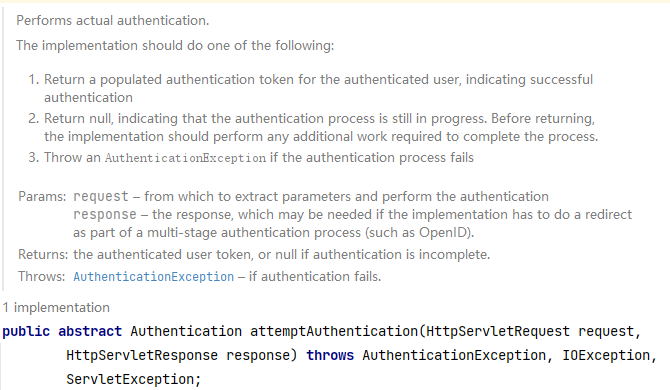 Performs actual authentication.
The implementation should do one of the following:
1. Return a populated authentication token for the authenticated user, indicating successful
authentication
2. Return null, indicating that the authentication process is still in progress. Before returning,
the implementation should perform any additional work required to complete the process.
3. Throw an AuthenticationException if the authentication process fails
Params: request – from which to extract parameters and perform the authentication
response – the response, which may be needed if the implementation has to do a redirect
as part of a multi-stage authentication process (such as OpenID).
Returns: the authenticated user token, or null if authentication is incomplete.
Throws: AuthenticationException – if authentication fails.
1 implementation
public abstract Authentication attemptAuthentication(HttpServletRequest request,
HttpServletResponse response) throws AuthenticationException, IOException,
ServletException;